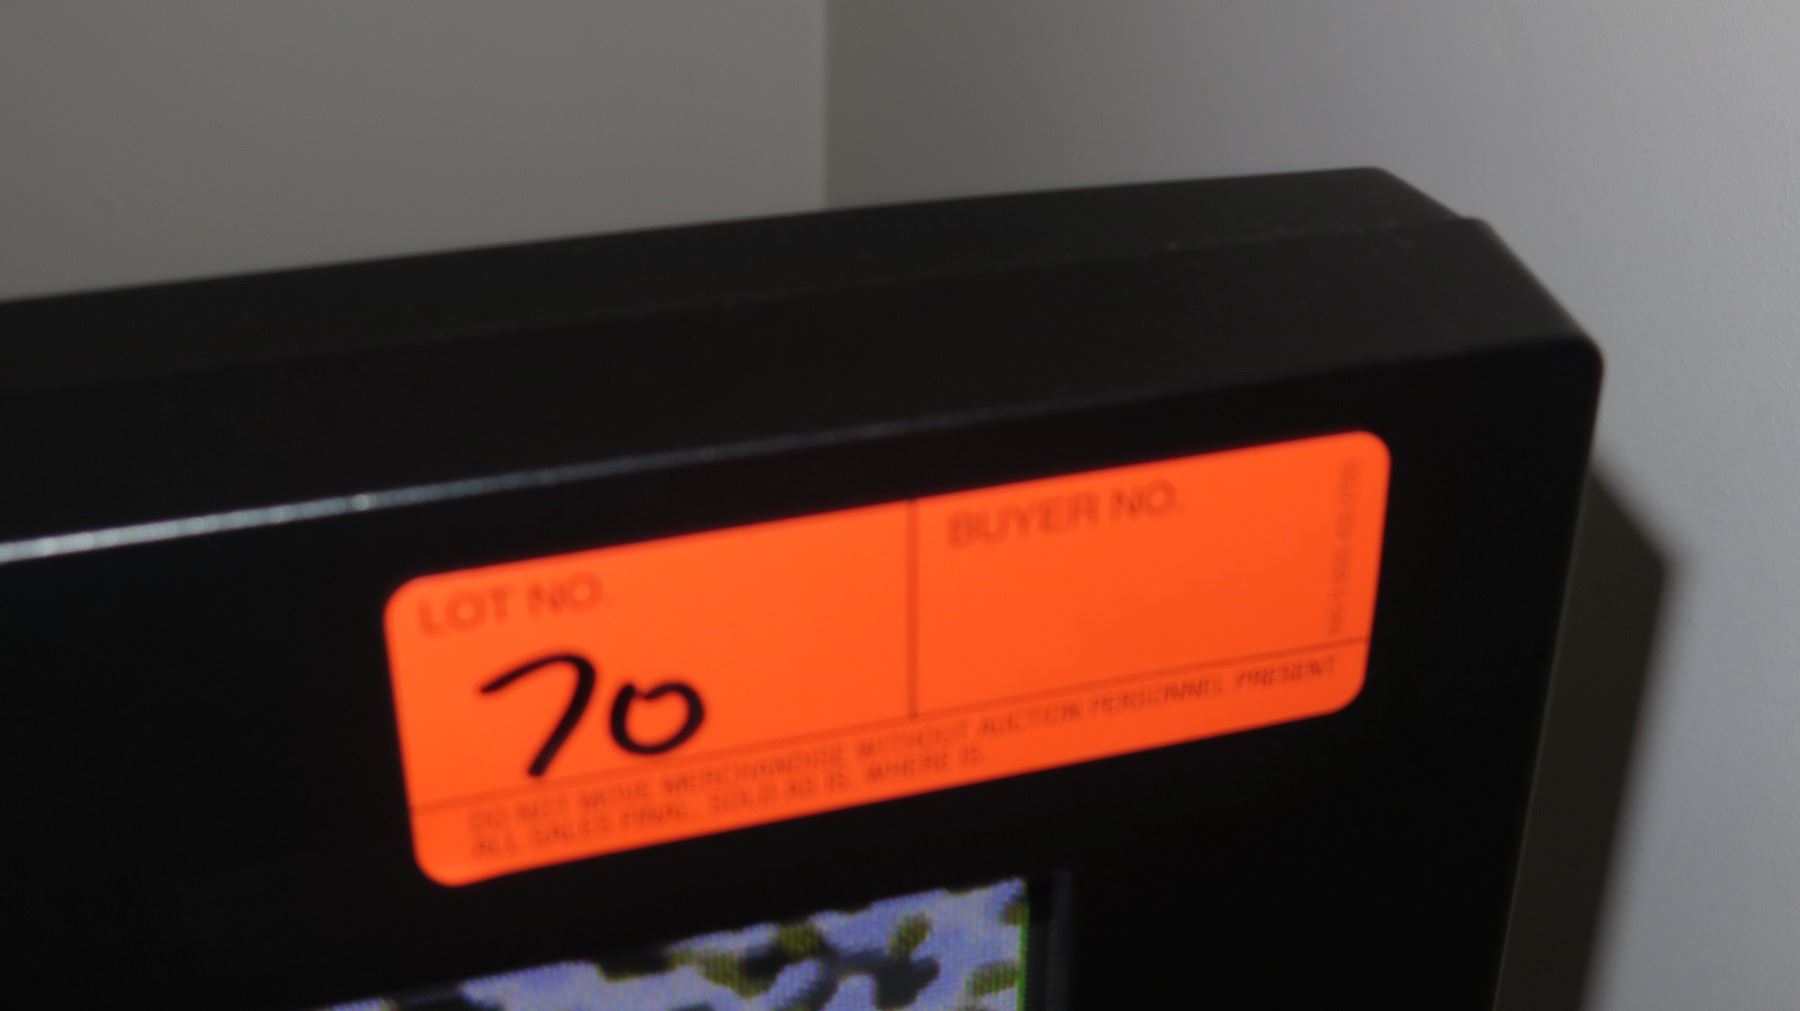 LOT NO.
BUYER NO.
70
DO NOT MOVE MERCHANDISE WITHOUT AUCTION PERSONNEL PRESENT
ALL SALES FINAL. SOLD AS IS. WHERE IS.